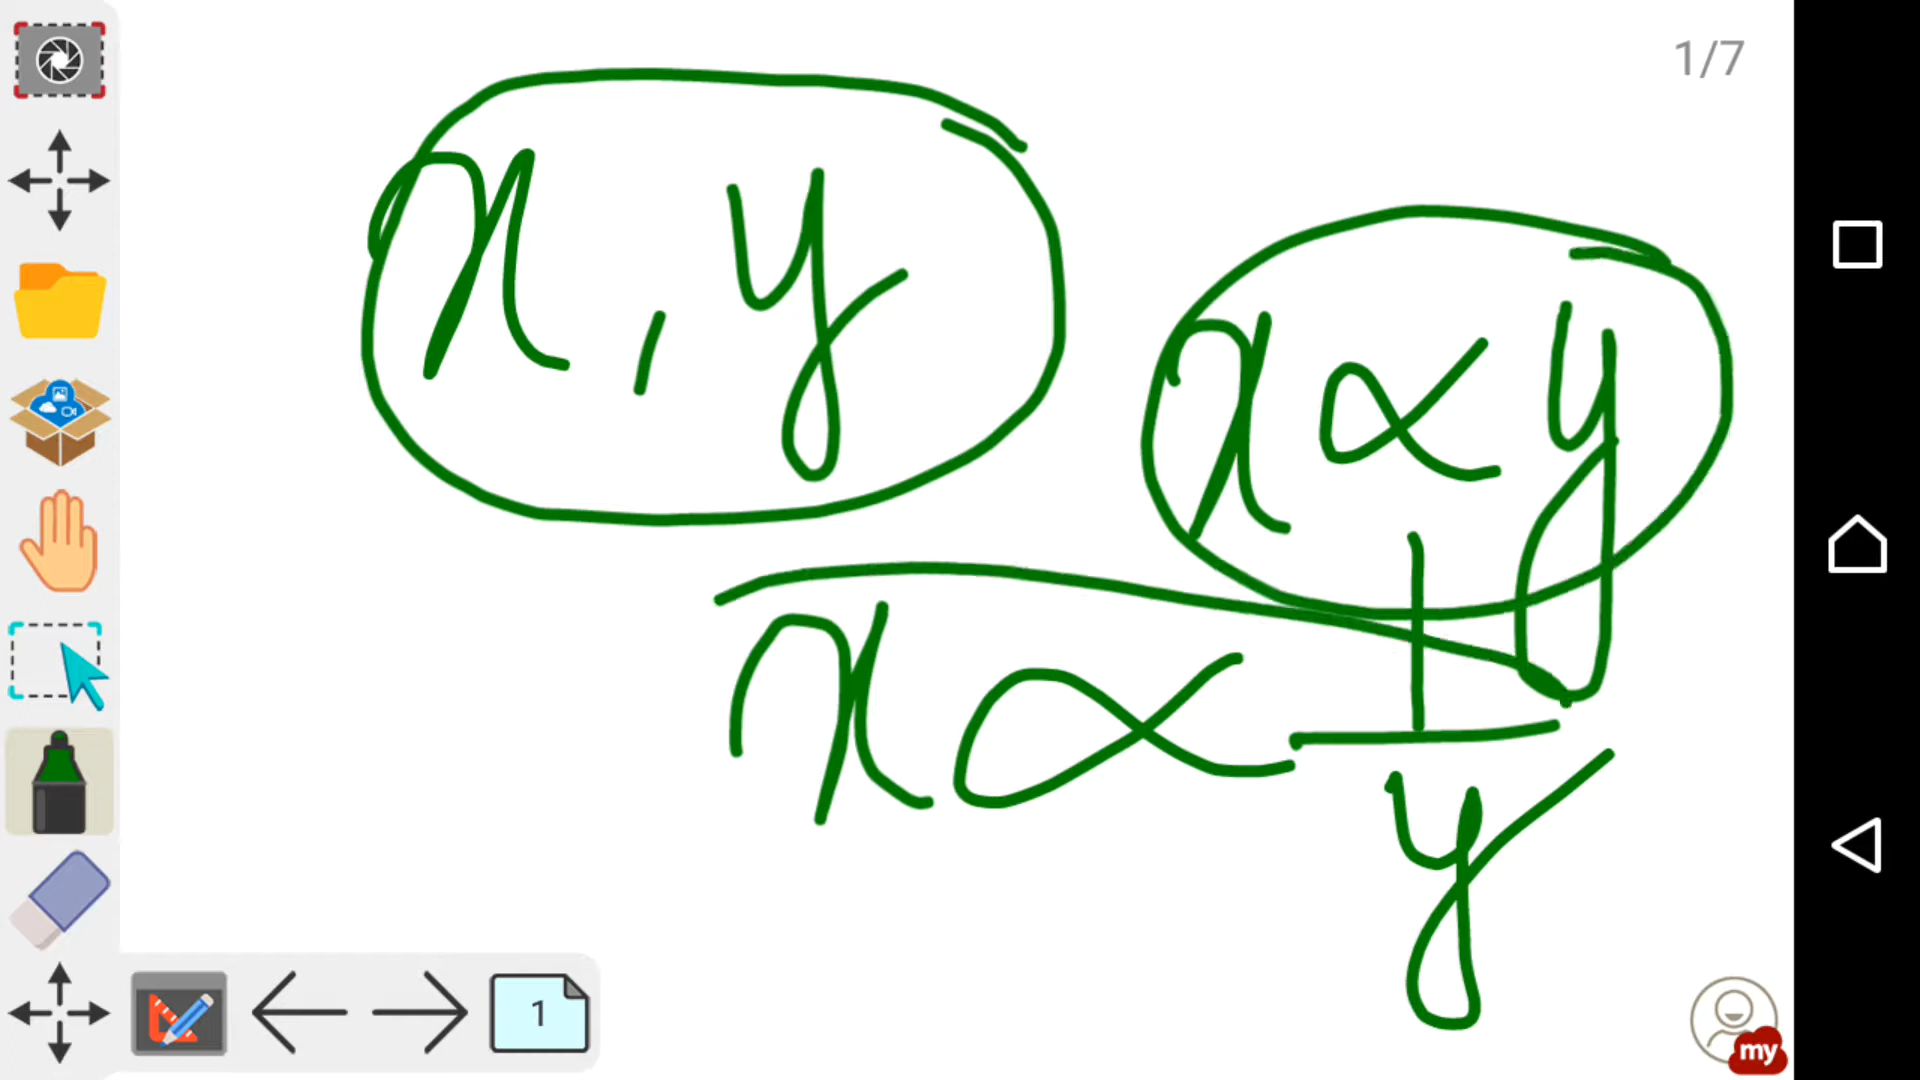 1/7
x, y
x ∝ y
x ∝ 1/y
1
my